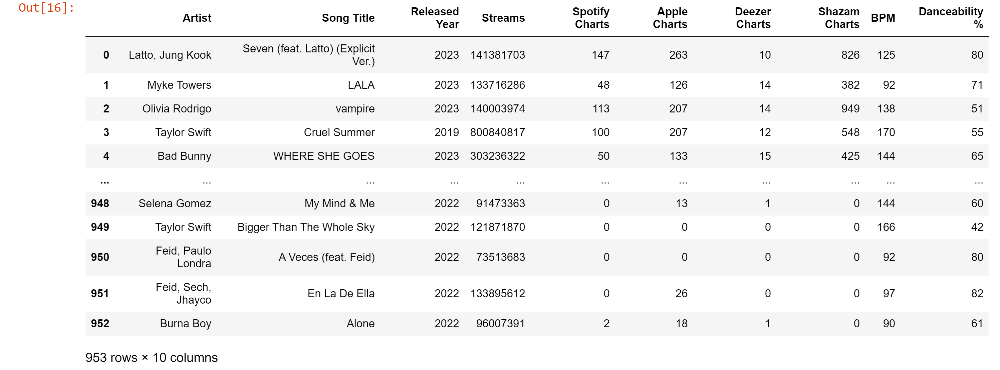 Out[16]:
Artist Song Title Released Year Streams Spotify Charts Apple Charts Deezer Charts Shazam Charts BPM Danceability %
0 Latto, Jung Kook Seven (feat. Latto) (Explicit Ver.) 2023 141381703 147 263 10 826 125 80
1 Myke Towers LALA 2023 133716286 48 126 14 382 92 71
2 Olivia Rodrigo vampire 2023 140003974 113 207 14 949 138 51
3 Taylor Swift Cruel Summer 2019 800840817 100 207 12 548 170 55
4 Bad Bunny WHERE SHE GOES 2023 303236322 50 133 15 425 144 65
... ... ... ... ... ... ... ... ... ... ...
948 Selena Gomez My Mind & Me 2022 91473363 0 13 1 0 144 60
949 Taylor Swift Bigger Than The Whole Sky 2022 121871870 0 0 0 0 166 42
950 Feid, Paulo Londra A Veces (feat. Feid) 2022 73513683 0 0 0 0 92 80
951 Feid, Sech, Jhayco En La De Ella 2022 133895612 0 26 0 0 97 82
952 Burna Boy Alone 2022 96007391 2 18 1 0 90 61
953 rows × 10 columns